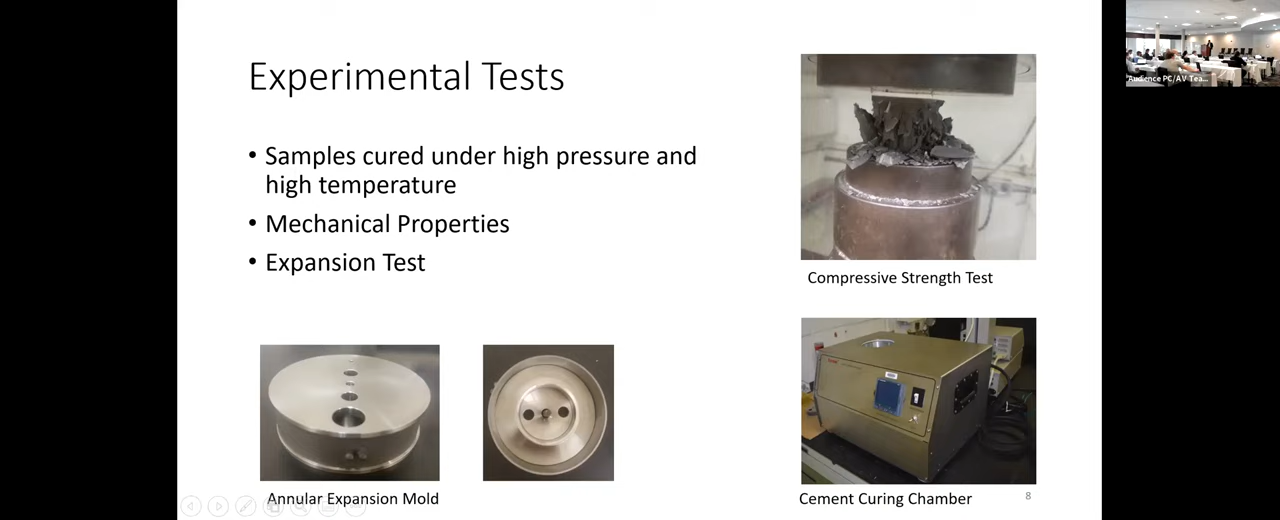 Experimental Tests
• Samples cured under high pressure and
high temperature
• Mechanical Properties
• Expansion Test
Compressive Strength Test
Annular Expansion Mold
Cement Curing Chamber
8
Audience PC/AV Tea...